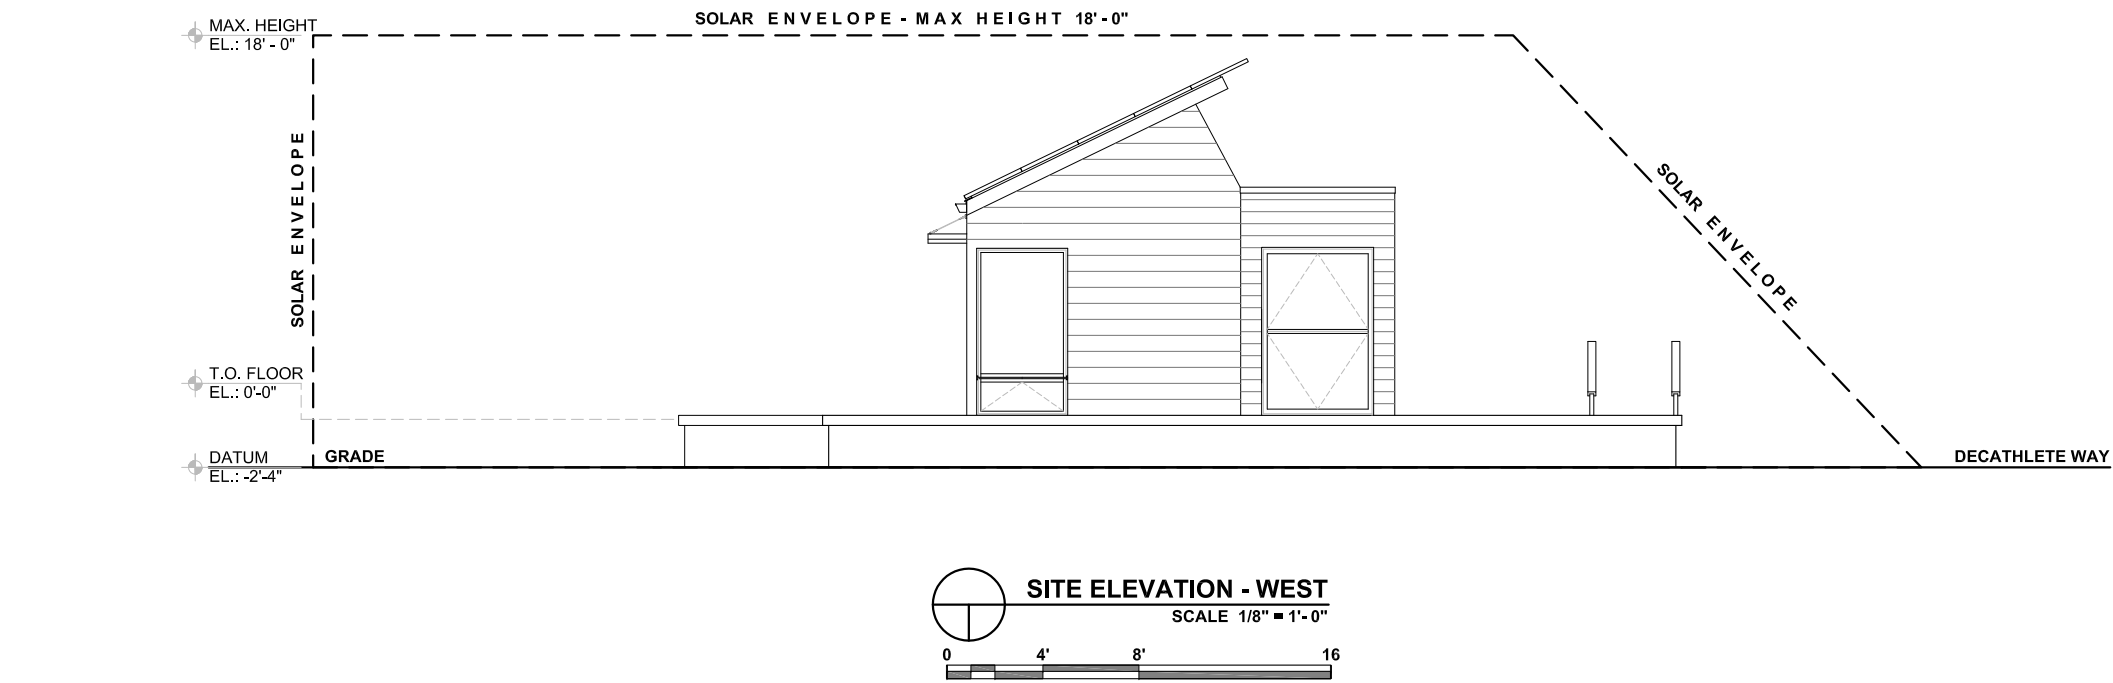 SOLAR ENVELOPE - MAX HEIGHT 18' - 0"
MAX. HEIGHT
EL.: 18' - 0"
SOLAR ENVELOPE
SOLAR ENVELOPE
T.O. FLOOR
EL.: 0'-0"
DATUM
EL.: -2'-4"
GRADE
DECATHLETE WAY
SITE ELEVATION - WEST
SCALE 1/8" = 1'- 0"
0 4' 8' 16